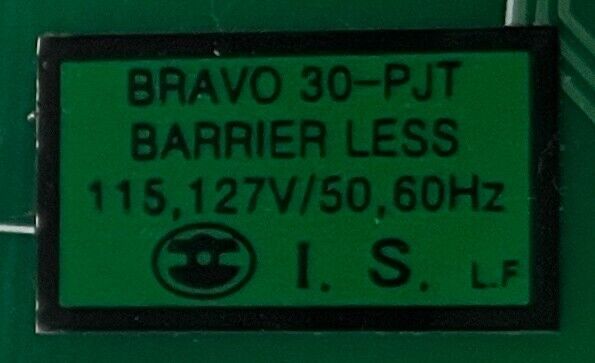 BRAVO 30-PJT
BARRIER LESS
115,127V/50,60Hz
I. S. L.F